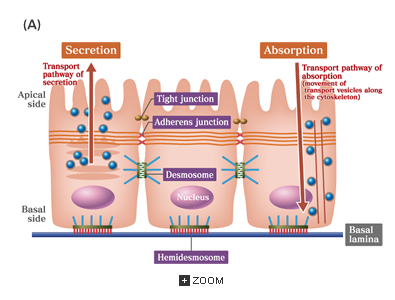 (A)
Secretion
Absorption
Transport
pathway of
secretion
Transport pathway of
absorption
(movement of
transport vesicles along
the cytoskeleton)
Apical
side
Tight junction
Adherens junction
Desmosome
Nucleus
Basal
side
Basal
lamina
Hemidesmosome
+ ZOOM